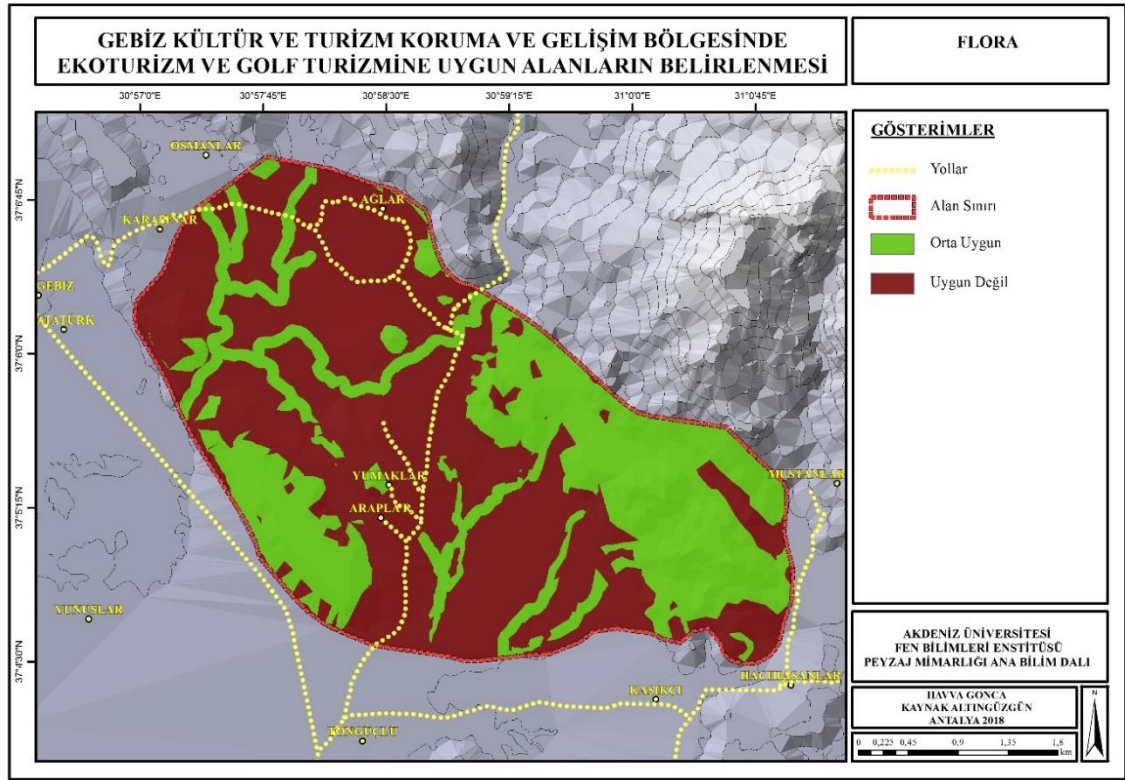 GEBİZ KÜLTÜR VE TURİZM KORUMA VE GELİŞİM BÖLGESİNDE
EKOTURİZM VE GOLF TURİZMİNE UYGUN ALANLARIN BELİRLENMESİ
FLORA
30°57'0"E 30°57'45"E 30°58'30"E 30°59'15"E 31°0'0"E 31°0'45"E
37°6'45"N
37°6'0"N
37°5'15"N
37°4'30"N
OSMANLAR
AĞLAR
KARAPINAR
GEBİZ
ATATÜRK
YUMAKLAR
MUSTANLAR
ARAPLAR
YUNUSLAR
HACIHASANLAR
KAŞIKÇI
TONGÜÇLÜ
GÖSTERİMLER
Yollar
Alan Sınırı
Orta Uygun
Uygun Değil
AKDENİZ ÜNİVERSİTESİ
FEN BİLİMLERİ ENSTİTÜSÜ
PEYZAJ MİMARLIĞI ANA BİLİM DALI
HAVVA GONCA
KAYNAK ALTINGÜZGÜN
ANTALYA 2018
N
0 0,225 0,45 0,9 1,35 1,8
km